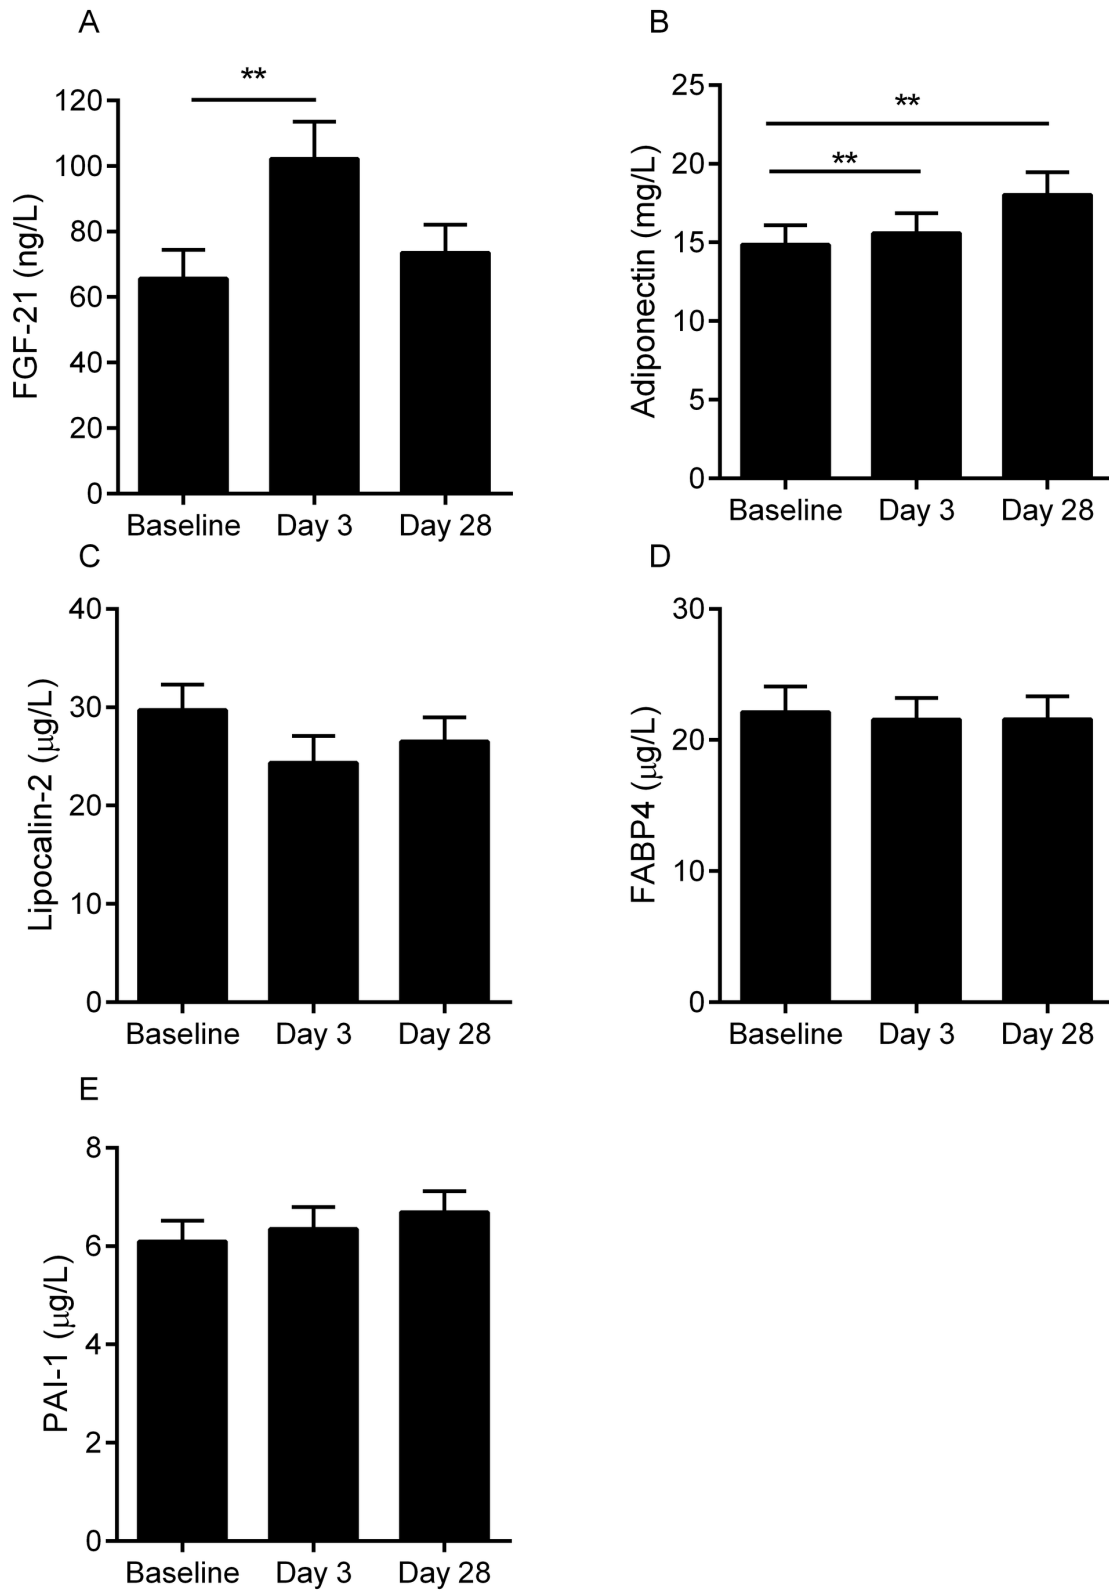 A
**
120
100
80
60
40
20
0
FGF-21 (ng/L)
Baseline Day 3 Day 28
B
**
**
25
20
15
10
5
0
Adiponectin (mg/L)
Baseline Day 3 Day 28
C
40
30
20
10
0
Lipocalin-2 (μg/L)
Baseline Day 3 Day 28
D
30
20
10
0
FABP4 (μg/L)
Baseline Day 3 Day 28
E
8
6
4
2
0
PAI-1 (μg/L)
Baseline Day 3 Day 28